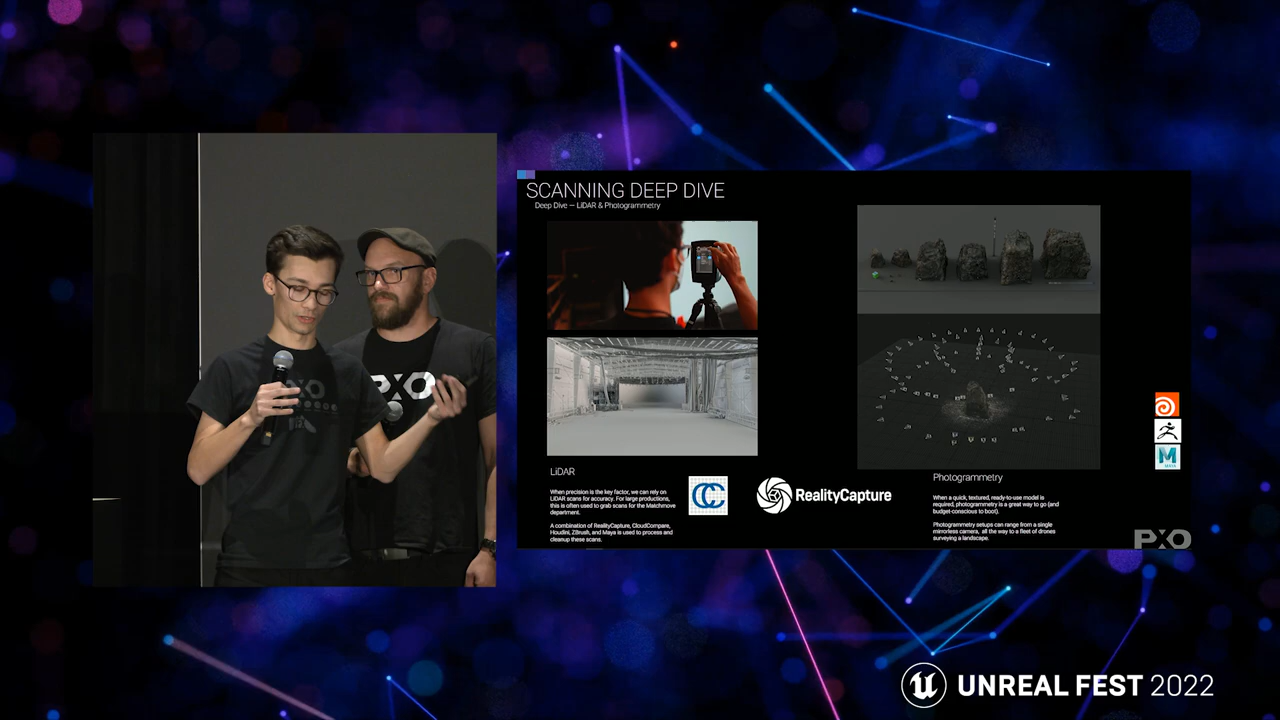 SCANNING DEEP DIVE
Deep Dive — LiDAR & Photogrammetry
LiDAR
When precision is the key factor, we can rely on
LiDAR scans for accuracy. For large productions,
this is often used to grab scans for the Matchmove
department.
A combination of RealityCapture, CloudCompare,
Houdini, ZBrush, and Maya is used to process and
cleanup these scans.
CC
RealityCapture
Photogrammetry
When a quick, textured, ready-to-use model is
required, photogrammetry is a great way to go (and
budget-conscious to boot).
Photogrammetry setups can range from a single
mirrorless camera, all the way to a fleet of drones
surveying a landscape.
M
MAYA
PXO
PXO
PXO
UNREAL FEST 2022